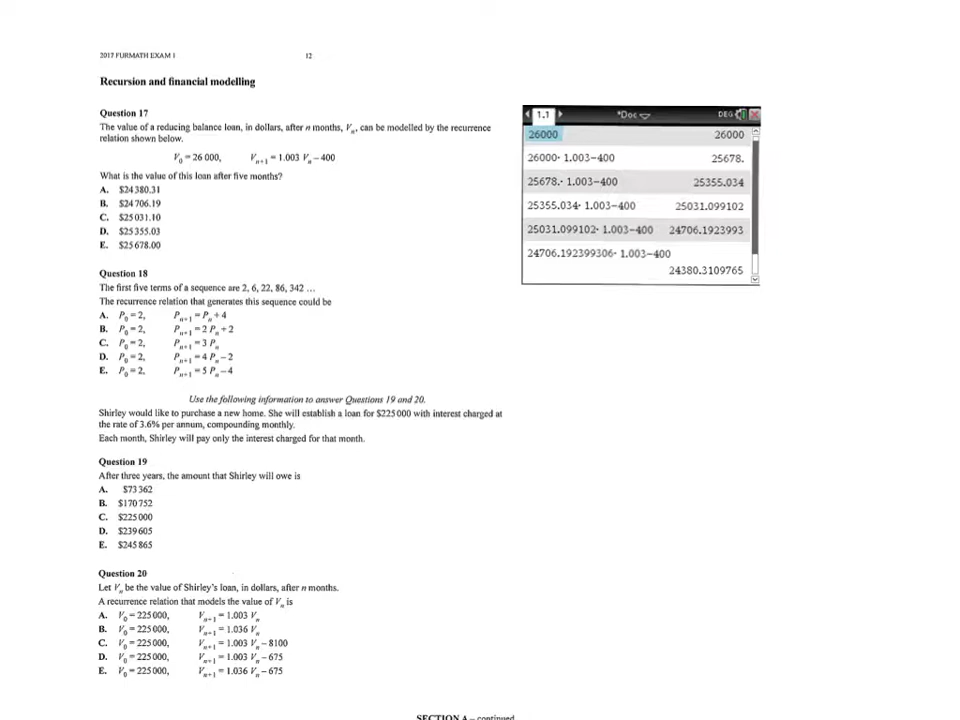 2017 FURMATH EXAM 1
12
Recursion and financial modelling
Question 17
The value of a reducing balance loan, in dollars, after n months, Vₙ, can be modelled by the recurrence
relation shown below.
V₀ = 26 000, Vₙ₊₁ = 1.003 Vₙ – 400
What is the value of this loan after five months?
A. $24 380.31
B. $24 706.19
C. $25 031.10
D. $25 355.03
E. $25 678.00
Question 18
The first five terms of a sequence are 2, 6, 22, 86, 342 …
The recurrence relation that generates this sequence could be
A. P₀ = 2, Pₙ₊₁ = Pₙ + 4
B. P₀ = 2, Pₙ₊₁ = 2 Pₙ + 2
C. P₀ = 2, Pₙ₊₁ = 3 Pₙ
D. P₀ = 2, Pₙ₊₁ = 4 Pₙ – 2
E. P₀ = 2, Pₙ₊₁ = 5 Pₙ – 4
Use the following information to answer Questions 19 and 20.
Shirley would like to purchase a new home. She will establish a loan for $225 000 with interest charged at
the rate of 3.6% per annum, compounding monthly.
Each month, Shirley will pay only the interest charged for that month.
Question 19
After three years, the amount that Shirley will owe is
A. $73 362
B. $170 752
C. $225 000
D. $239 605
E. $245 865
Question 20
Let Vₙ be the value of Shirley's loan, in dollars, after n months.
A recurrence relation that models the value of Vₙ is
A. V₀ = 225 000, Vₙ₊₁ = 1.003 Vₙ
B. V₀ = 225 000, Vₙ₊₁ = 1.036 Vₙ
C. V₀ = 225 000, Vₙ₊₁ = 1.003 Vₙ – 8100
D. V₀ = 225 000, Vₙ₊₁ = 1.003 Vₙ – 675
E. V₀ = 225 000, Vₙ₊₁ = 1.036 Vₙ – 675
SECTION A – continued
1.1 *Doc DEG
26000 26000
26000· 1.003−400 25678.
25678.· 1.003−400 25355.034
25355.034· 1.003−400 25031.099102
25031.099102· 1.003−400 24706.1923993
24706.192399306· 1.003−400
24380.3109765